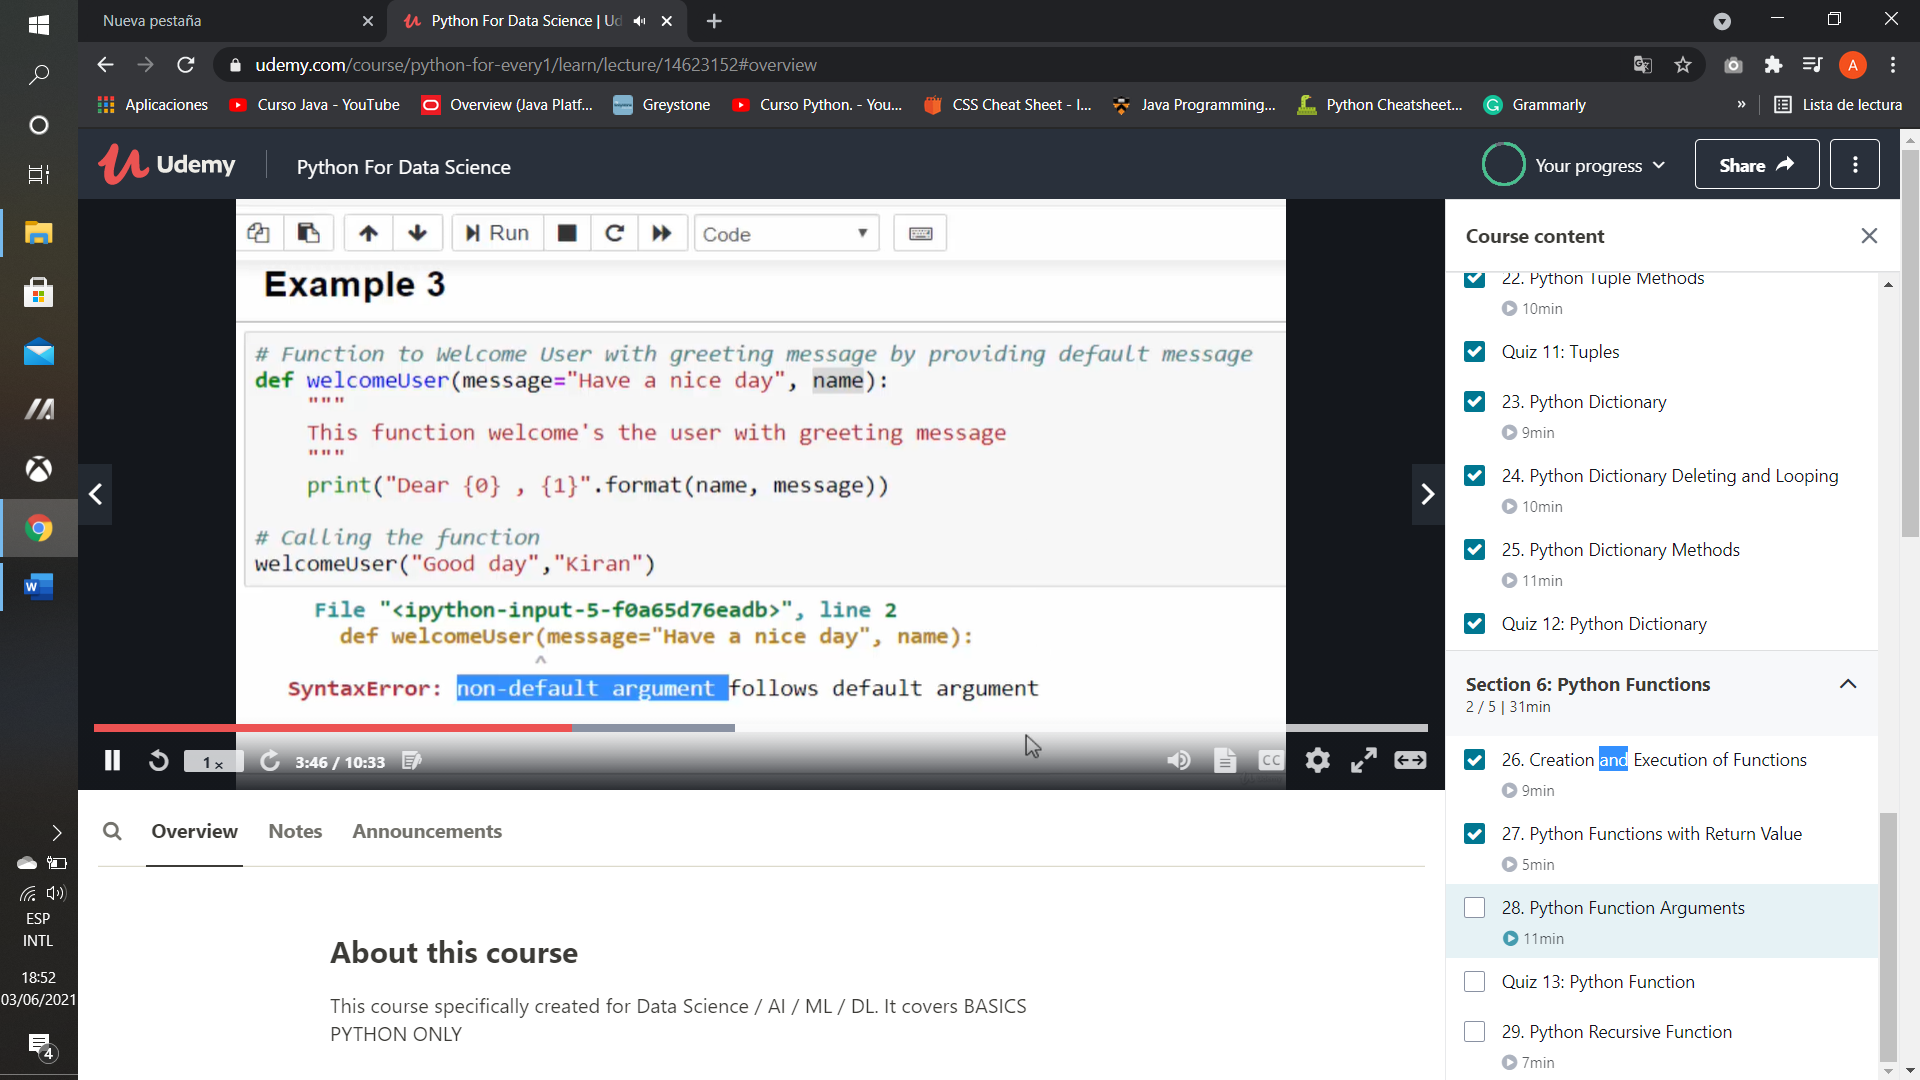 Nueva pestaña
Python For Data Science | Ud
udemy.com/course/python-for-every1/learn/lecture/14623152#overview
A
Aplicaciones
Curso Java - YouTube
Overview (Java Platf...
Greystone
Curso Python. - You...
CSS Cheat Sheet - I...
Java Programming...
Python Cheatsheet...
Grammarly
»
Lista de lectura
Udemy
Python For Data Science
Your progress
Share
Run
Code
Example 3
# Function to Welcome User with greeting message by providing default message
def welcomeUser(message="Have a nice day", name):
"""
This function welcome's the user with greeting message
"""
print("Dear {0} , {1}".format(name, message))
# Calling the function
welcomeUser("Good day","Kiran")
File "<ipython-input-5-f0a65d76eadb>", line 2
def welcomeUser(message="Have a nice day", name):
^
SyntaxError: non-default argument follows default argument
1×
3:46 / 10:33
CC
Overview
Notes
Announcements
About this course
This course specifically created for Data Science / AI / ML / DL. It covers BASICS
PYTHON ONLY
Course content
22. Python Tuple Methods
10min
Quiz 11: Tuples
23. Python Dictionary
9min
24. Python Dictionary Deleting and Looping
10min
25. Python Dictionary Methods
11min
Quiz 12: Python Dictionary
Section 6: Python Functions
2 / 5 | 31min
26. Creation and Execution of Functions
9min
27. Python Functions with Return Value
5min
28. Python Function Arguments
11min
Quiz 13: Python Function
29. Python Recursive Function
7min
W
ESP
INTL
18:52
03/06/2021
4